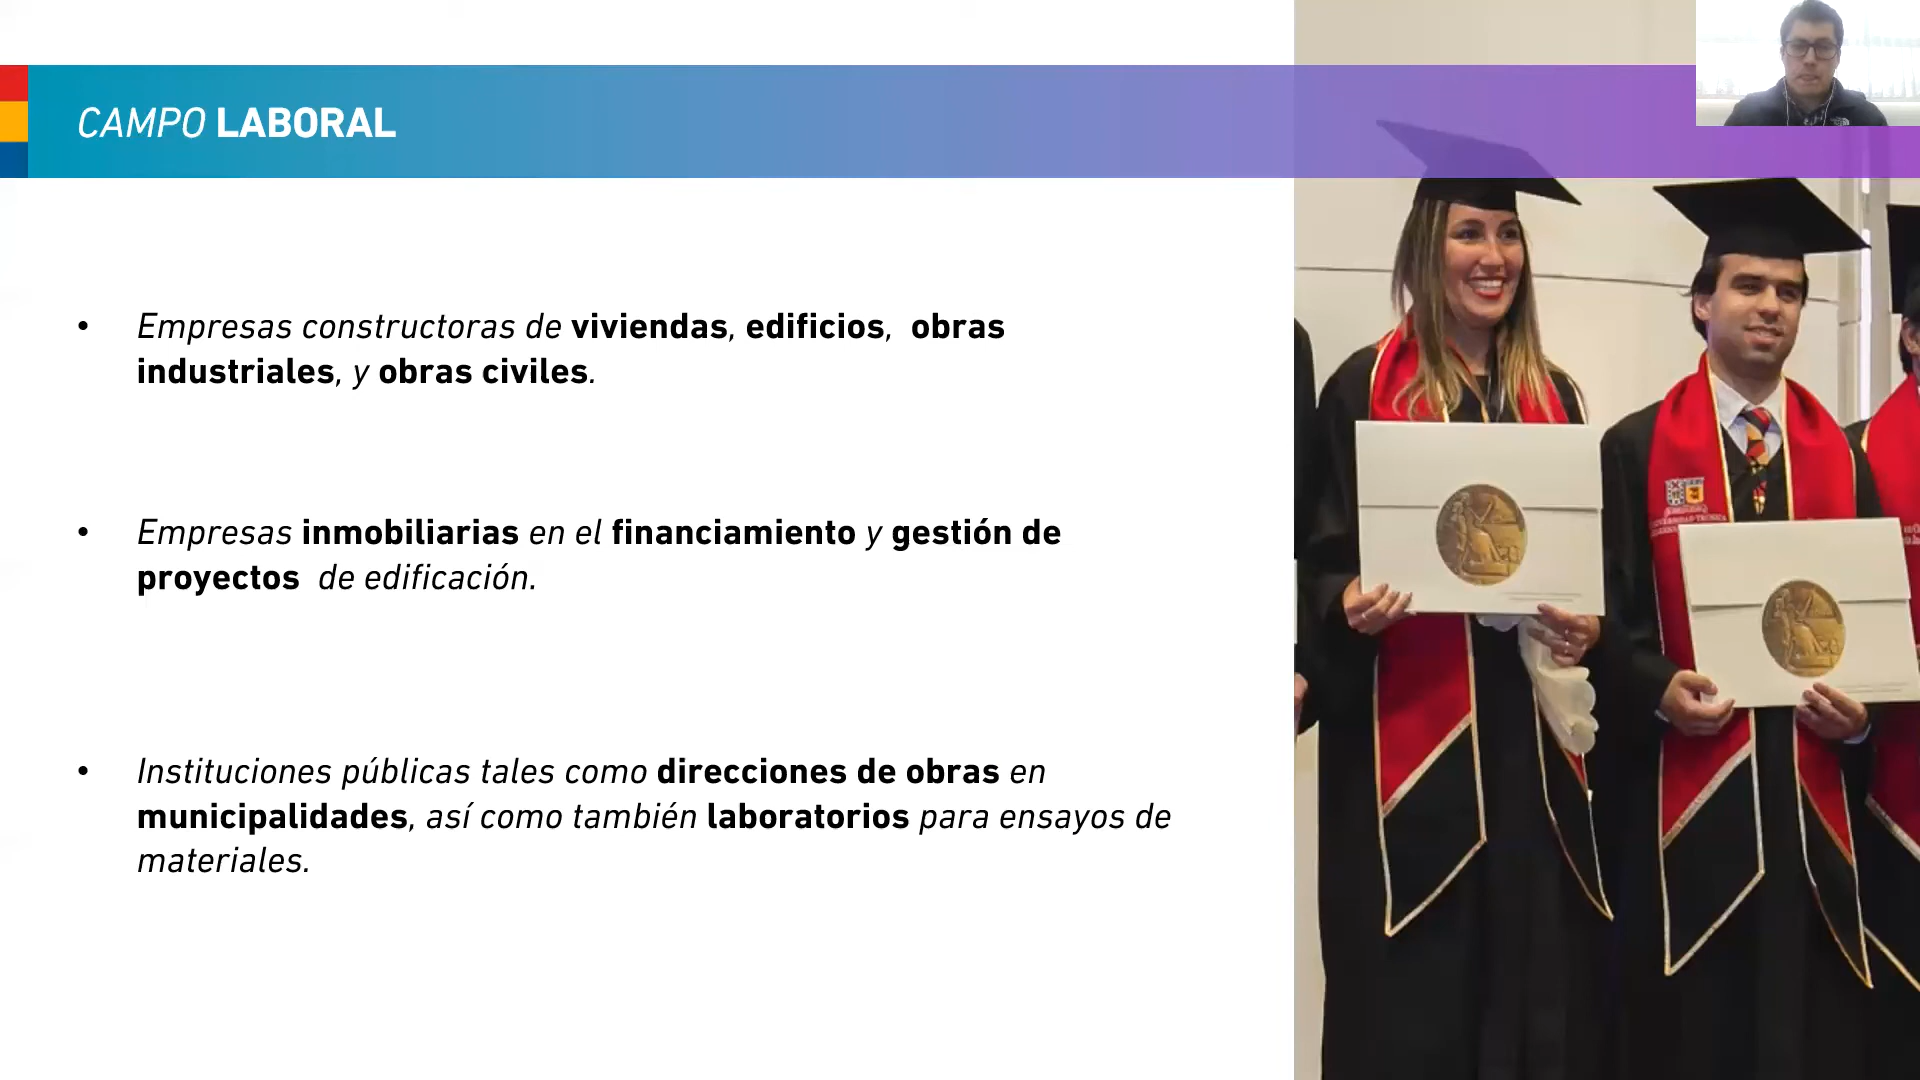 CAMPO LABORAL
• Empresas constructoras de viviendas, edificios, obras
industriales, y obras civiles.
• Empresas inmobiliarias en el financiamiento y gestión de
proyectos de edificación.
• Instituciones públicas tales como direcciones de obras en
municipalidades, así como también laboratorios para ensayos de
materiales.